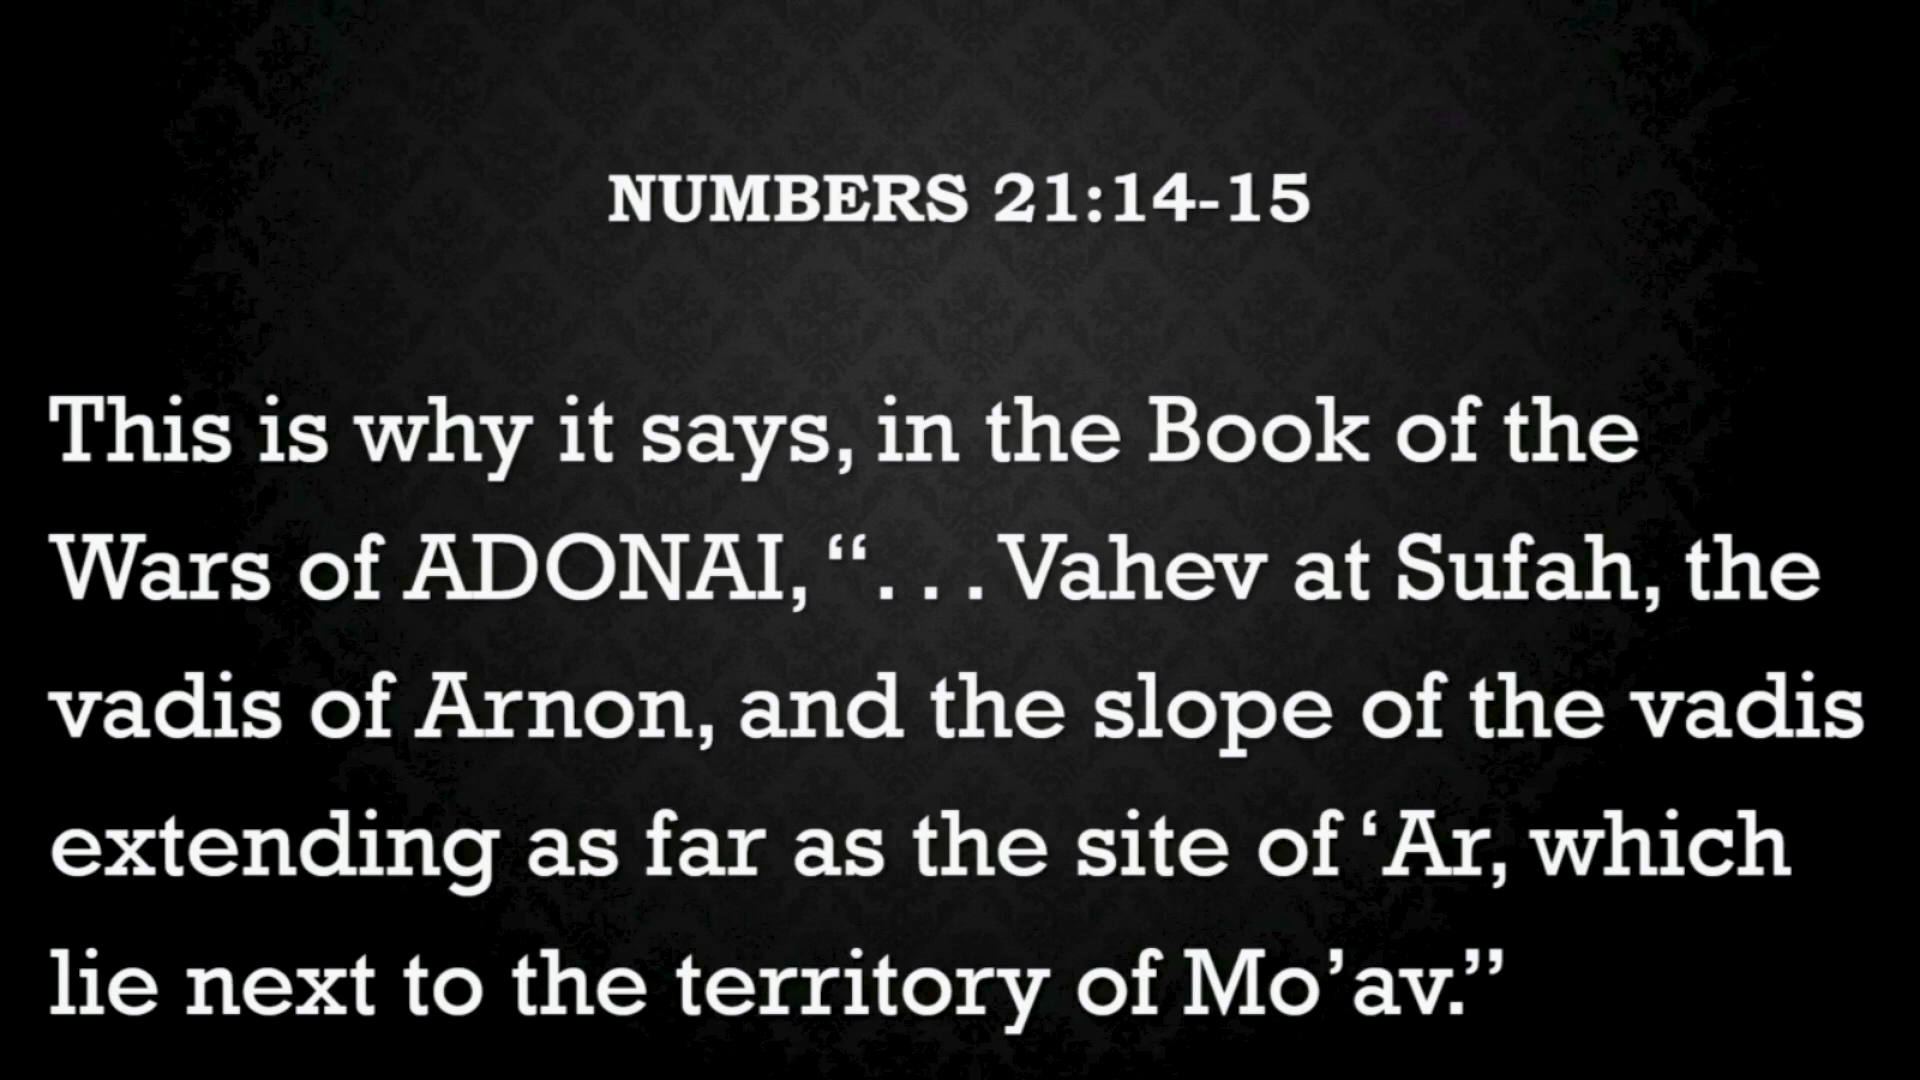 NUMBERS 21:14-15
This is why it says, in the Book of the
Wars of ADONAI, “. . . Vahev at Sufah, the
vadis of Arnon, and the slope of the vadis
extending as far as the site of ‘Ar, which
lie next to the territory of Mo’av.”